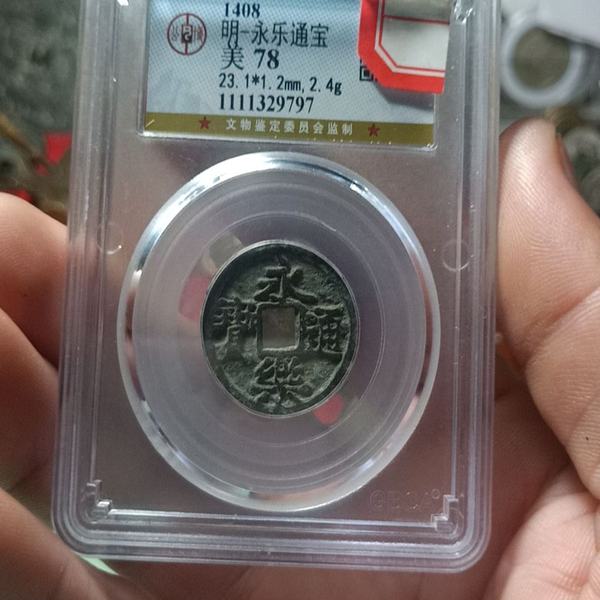 1408
明-永乐通宝
美 78
23.1*1.2mm, 2.4g
1111329797
★ 文物鉴定委员会监制 ★
永樂通寶